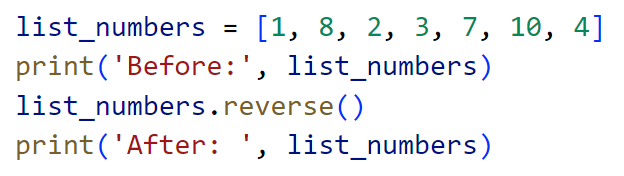 list_numbers = [1, 8, 2, 3, 7, 10, 4]
print('Before:', list_numbers)
list_numbers.reverse()
print('After: ', list_numbers)